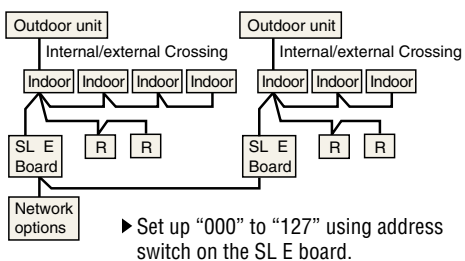 Outdoor unit
Outdoor unit
Internal/external Crossing
Internal/external Crossing
Indoor Indoor Indoor Indoor
Indoor Indoor Indoor
SL E
Board
R
R
SL E
Board
R
R
Network
options
▶ Set up “000” to “127” using address
switch on the SL E board.